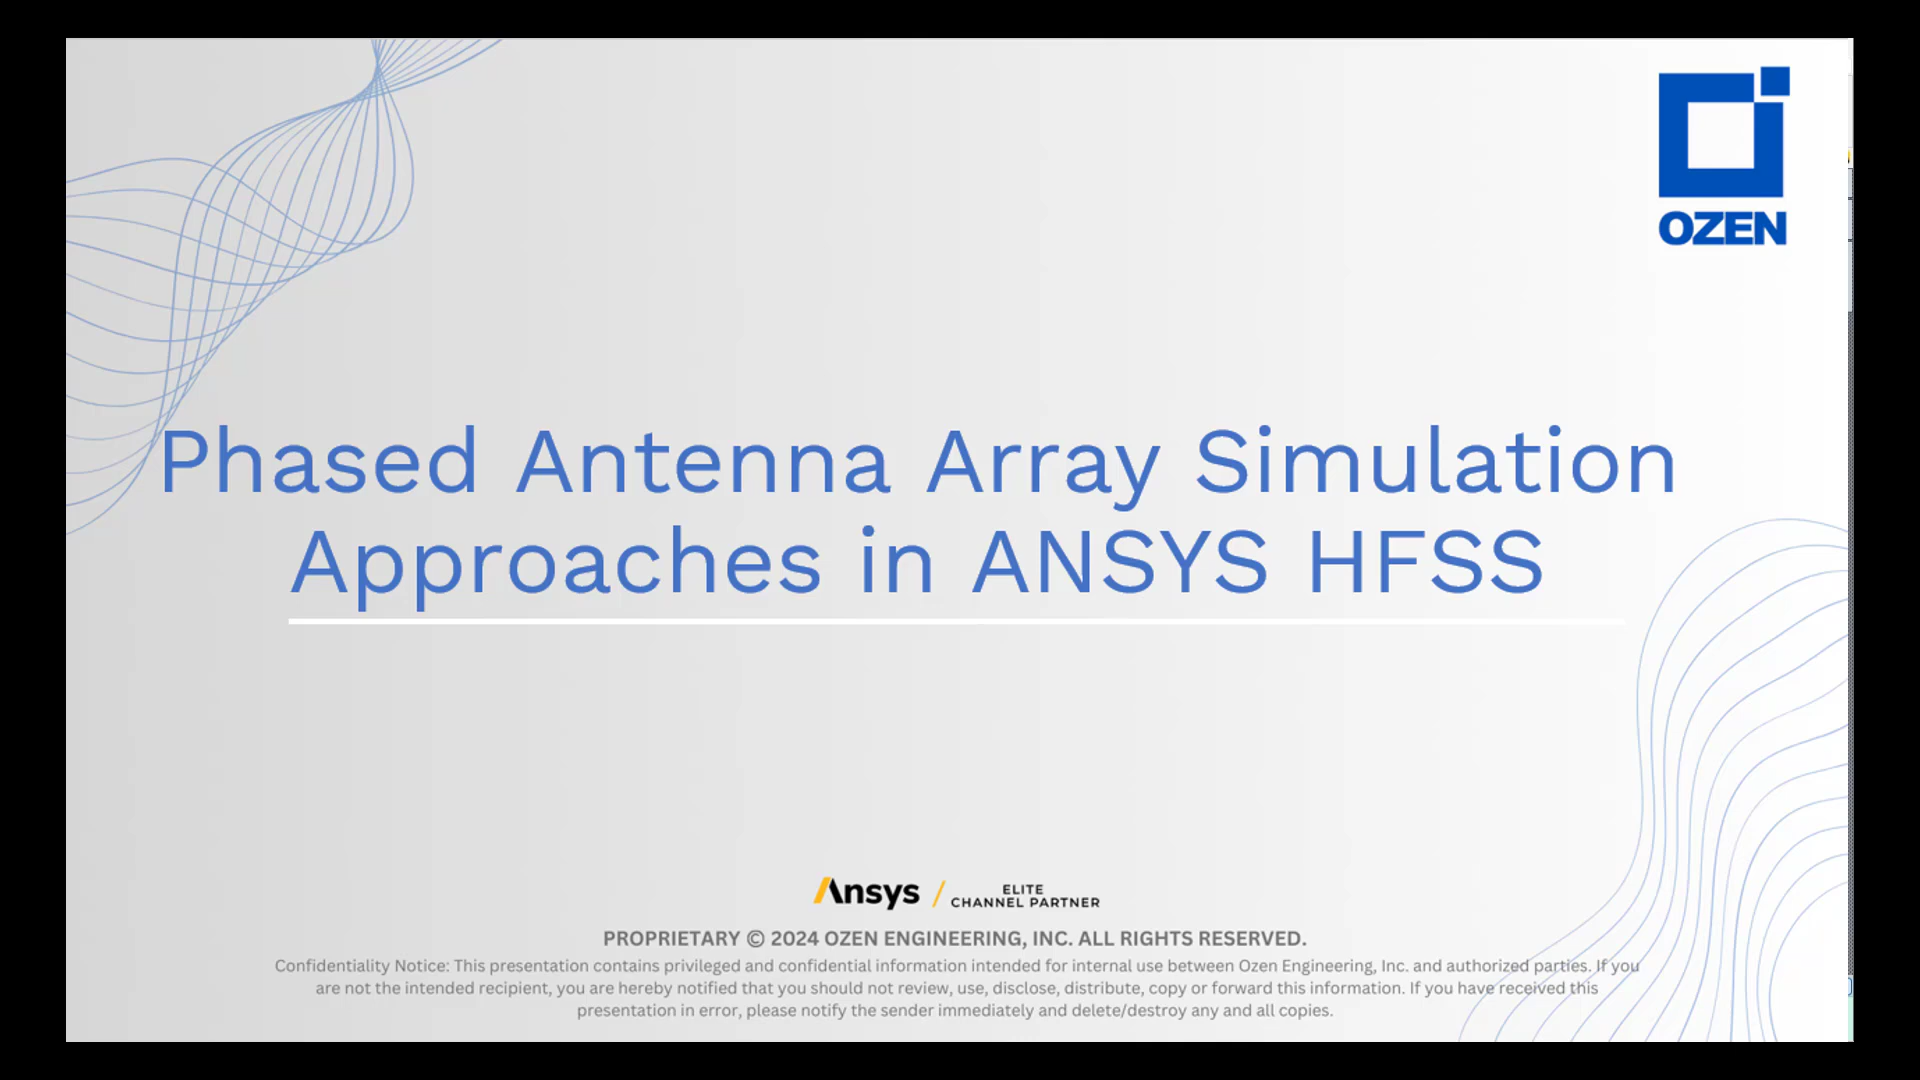 OZEN
Phased Antenna Array Simulation
Approaches in ANSYS HFSS
Ansys / ELITE
CHANNEL PARTNER
PROPRIETARY © 2024 OZEN ENGINEERING, INC. ALL RIGHTS RESERVED.
Confidentiality Notice: This presentation contains privileged and confidential information intended for internal use between Ozen Engineering, Inc. and authorized parties. If you
are not the intended recipient, you are hereby notified that you should not review, use, disclose, distribute, copy or forward this information. If you have received this
presentation in error, please notify the sender immediately and delete/destroy any and all copies.